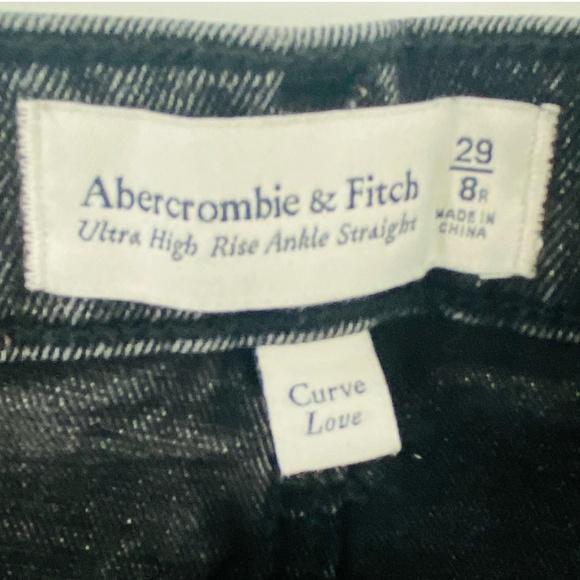 Abercrombie & Fitch
Ultra High Rise Ankle Straight
29
8R
MADE IN
CHINA
Curve
Love